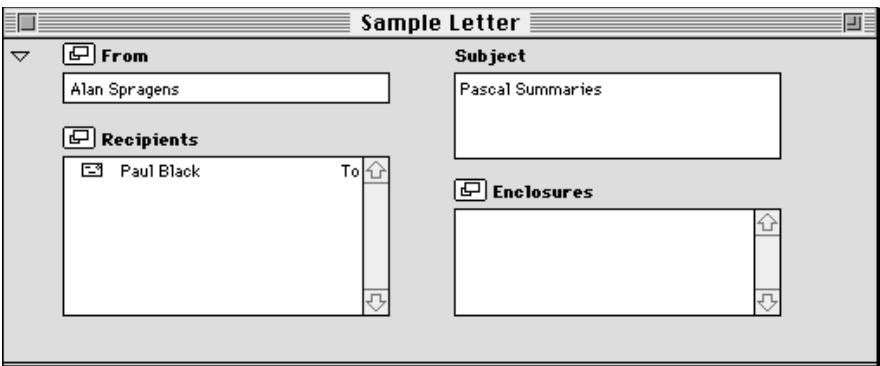 Sample Letter
From
Alan Spragens
Recipients
Paul Black To
Subject
Pascal Summaries
Enclosures